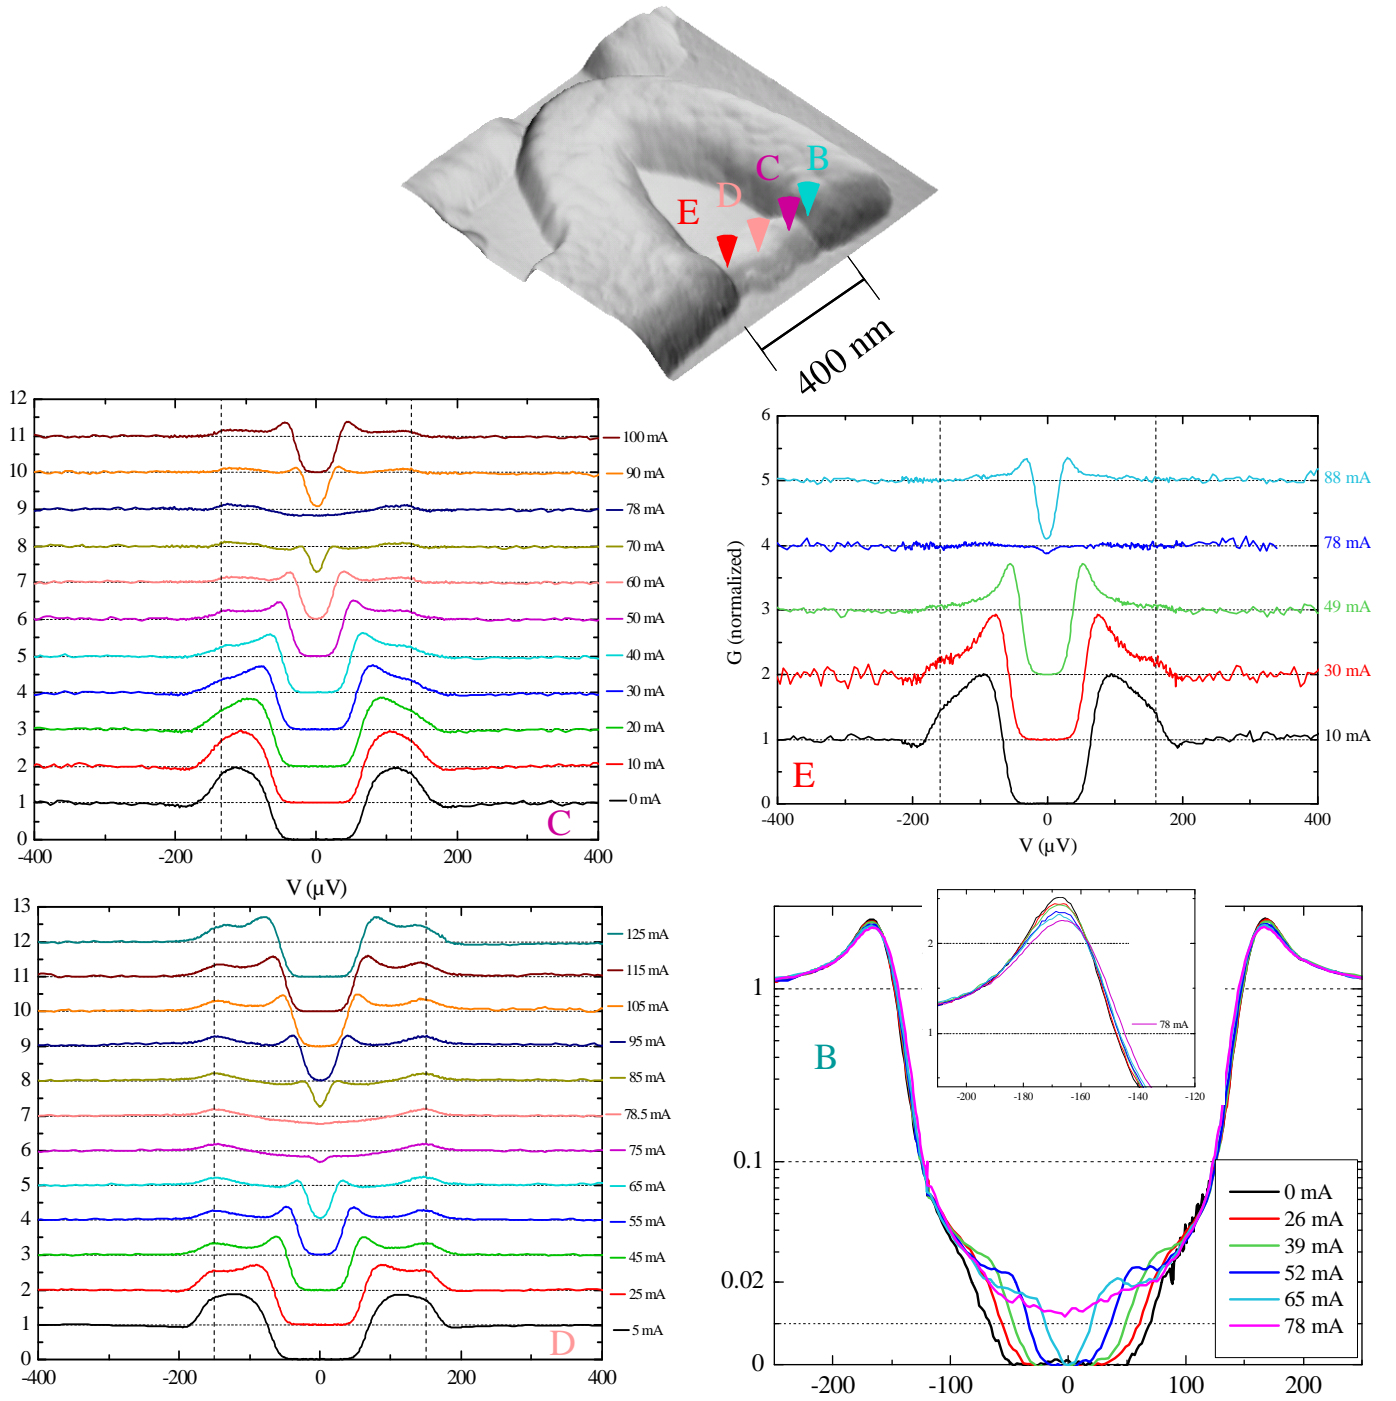 B
C
D
E
400 nm
12
11
10
9
8
7
6
5
4
3
2
1
0
100 mA
90 mA
78 mA
70 mA
60 mA
50 mA
40 mA
30 mA
20 mA
10 mA
0 mA
C
-400 -200 0 200 400
V (µV)
6
5
4
3
2
1
0
G (normalized)
88 mA
78 mA
49 mA
30 mA
10 mA
E
-400 -200 0 200 400
V (µV)
13
12
11
10
9
8
7
6
5
4
3
2
1
0
125 mA
115 mA
105 mA
95 mA
85 mA
78.5 mA
75 mA
65 mA
55 mA
45 mA
25 mA
5 mA
D
-400 -200 0 200 400
2
1
78 mA
-200 -180 -160 -140 -120
1
0.1
0.02
0
B
0 mA
26 mA
39 mA
52 mA
65 mA
78 mA
-200 -100 0 100 200